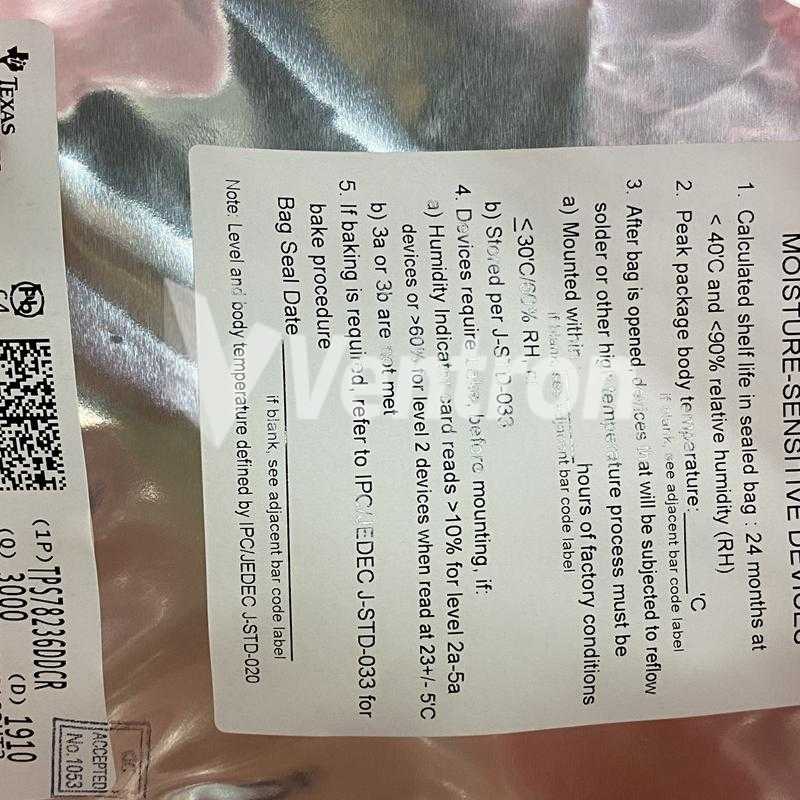 MOISTURE-SENSITIVE DEVICES
1. Calculated shelf life in sealed bag : 24 months at
< 40'C and <90% relative humidity (RH)
2. Peak package body temperature:______'C
if blank, see adjacent bar code label
3. After bag is opened, devices that will be subjected to reflow
solder or other high temperature process must be
a) Mounted within ______hours of factory conditions
if blank, see adjacent bar code label
<30'C/60% RH
b) Stored per J-STD-033
4. Devices require bake, before mounting, if:
a) Humidity Indicator Card reads >10% for level 2a-5a
devices or >60% for level 2 devices when read at 23+/- 5'C
b) 3a or 3b are not met
5. If baking is required, refer to IPC/JEDEC J-STD-033 for
bake procedure
Bag Seal Date
if blank, see adjacent bar code label
Note: Level and body temperature defined by IPC/JEDEC J-STD-020
Ventron
TEXAS
Pb
G4
(1P)TPS78236DDCR
(Q) 3000 (D) 1910
Q.C.
ACCEPTED
No.1053